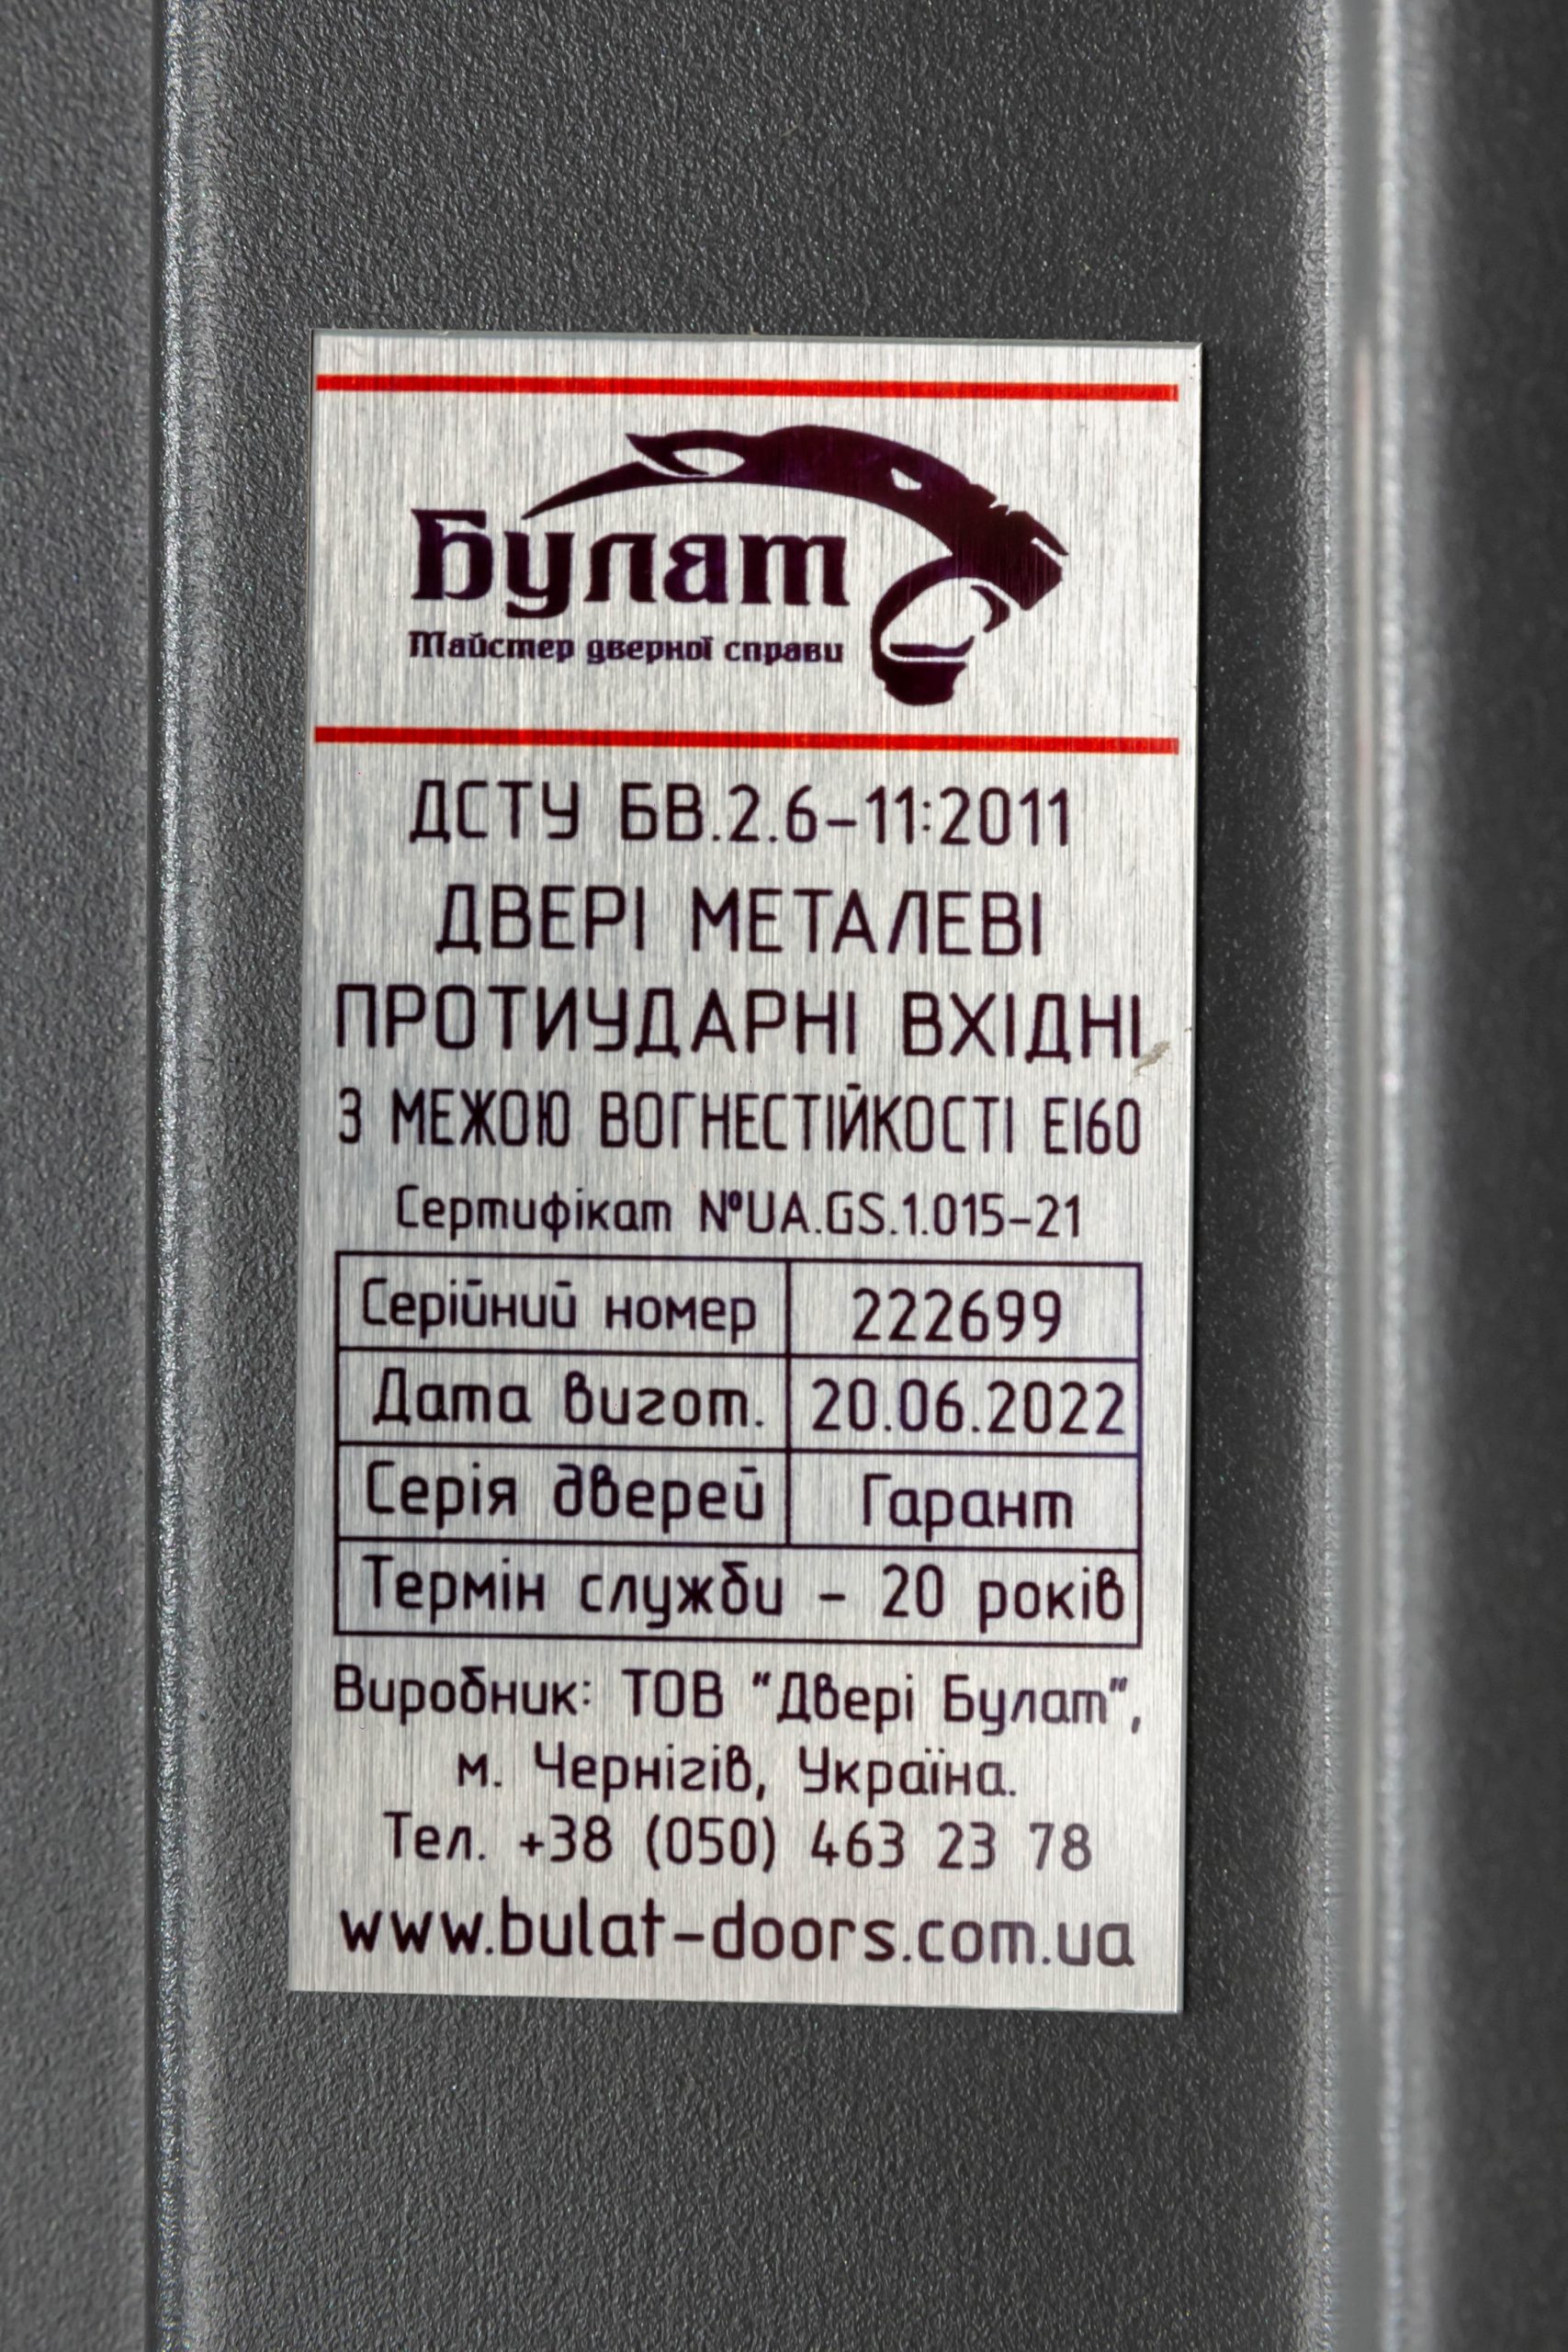 Булат
Майстер дверної справи
ДСТУ БВ.2.6-11:2011
ДВЕРІ МЕТАЛЕВІ
ПРОТИУДАРНІ ВХІДНІ
З МЕЖОЮ ВОГНЕСТІЙКОСТІ ЕІ60
Сертифікат №UA.GS.1.015-21
Серійний номер 222699
Дата вигот. 20.06.2022
Серія дверей Гарант
Термін служби - 20 років
Виробник: ТОВ "Двері Булат",
м. Чернігів, Україна.
Тел. +38 (050) 463 23 78
www.bulat-doors.com.ua